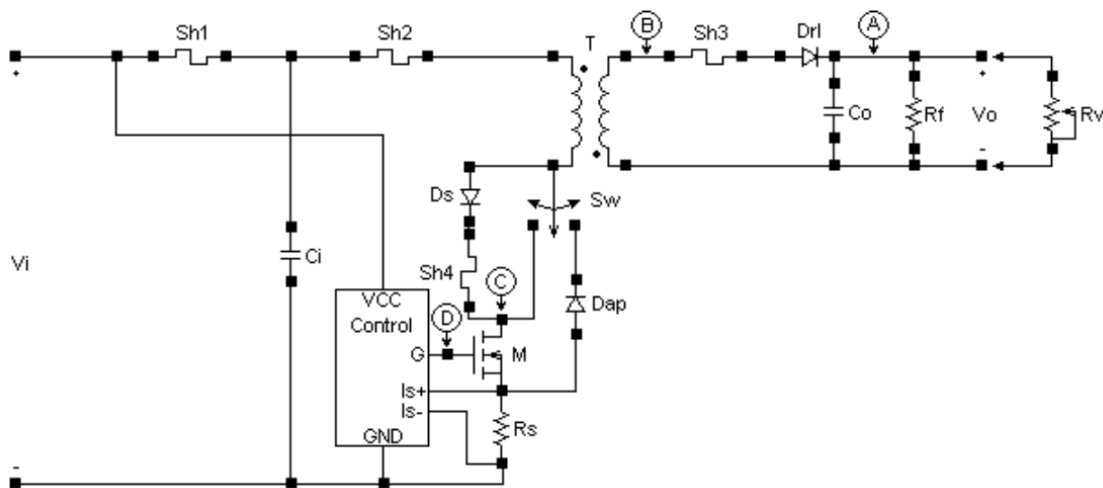 Sh1
Sh2
T
B
Sh3
Drl
A
+
Vi
-
Ci
Co
Rf
+
Vo
-
Rv
Ds
Sw
Sh4
C
Dap
VCC
Control
D
G
M
Is+
Is-
GND
Rs